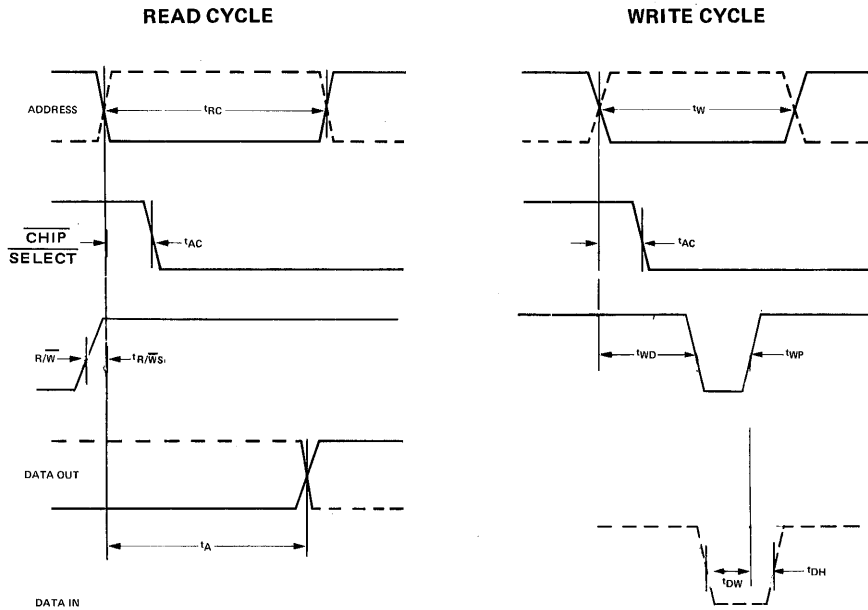 READ CYCLE
ADDRESS
tRC
CHIP
SELECT
tAC
R/W
tR/WS
DATA OUT
tA
DATA IN
WRITE CYCLE
tW
tAC
tWD
tWP
tDW
tDH